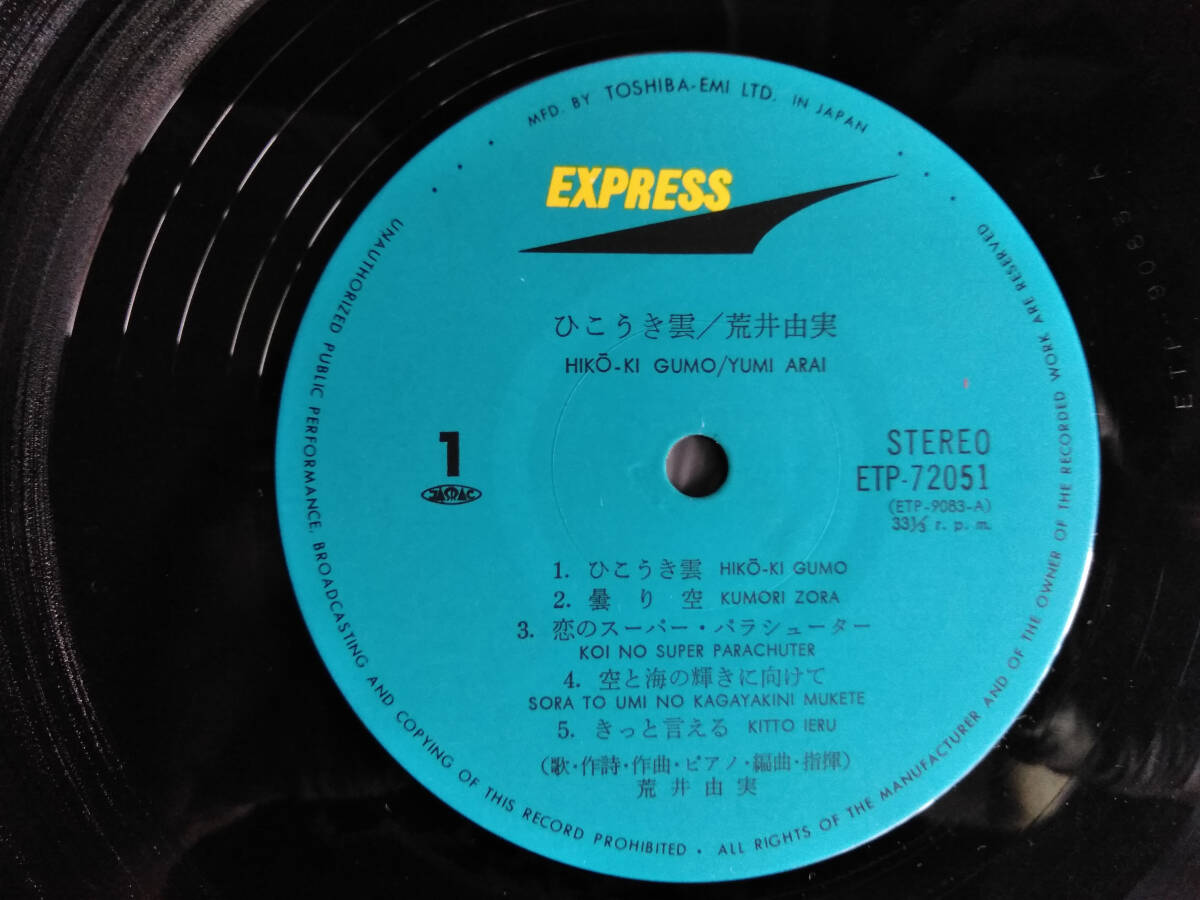 MFD. BY TOSHIBA-EMI LTD. IN JAPAN
EXPRESS
ひこうき雲／荒井由実
HIKŌ-KI GUMO/YUMI ARAI
1
JASRAC
STEREO
ETP-72051
(ETP-9083-A)
33⅓ r. p. m.
1. ひこうき雲 HIKŌ-KI GUMO
2.曇り空 KUMORI ZORA
3. 恋のスーパー・パラシューター
KOI NO SUPER PARACHUTER
4. 空と海の輝きに向けて
SORA TO UMI NO KAGAYAKINI MUKETE
5. きっと言える KITTO IERU
（歌・作詩・作曲・ピアノ・編曲・指揮）
荒井由実
UNAUTHORIZED PUBLIC PERFORMANCE, BROADCASTING AND COPYING OF THIS RECORD PROHIBITED • ALL RIGHTS OF THE MANUFACTURER AND OF THE OWNER OF THE RECORDED WORK ARE RESERVED